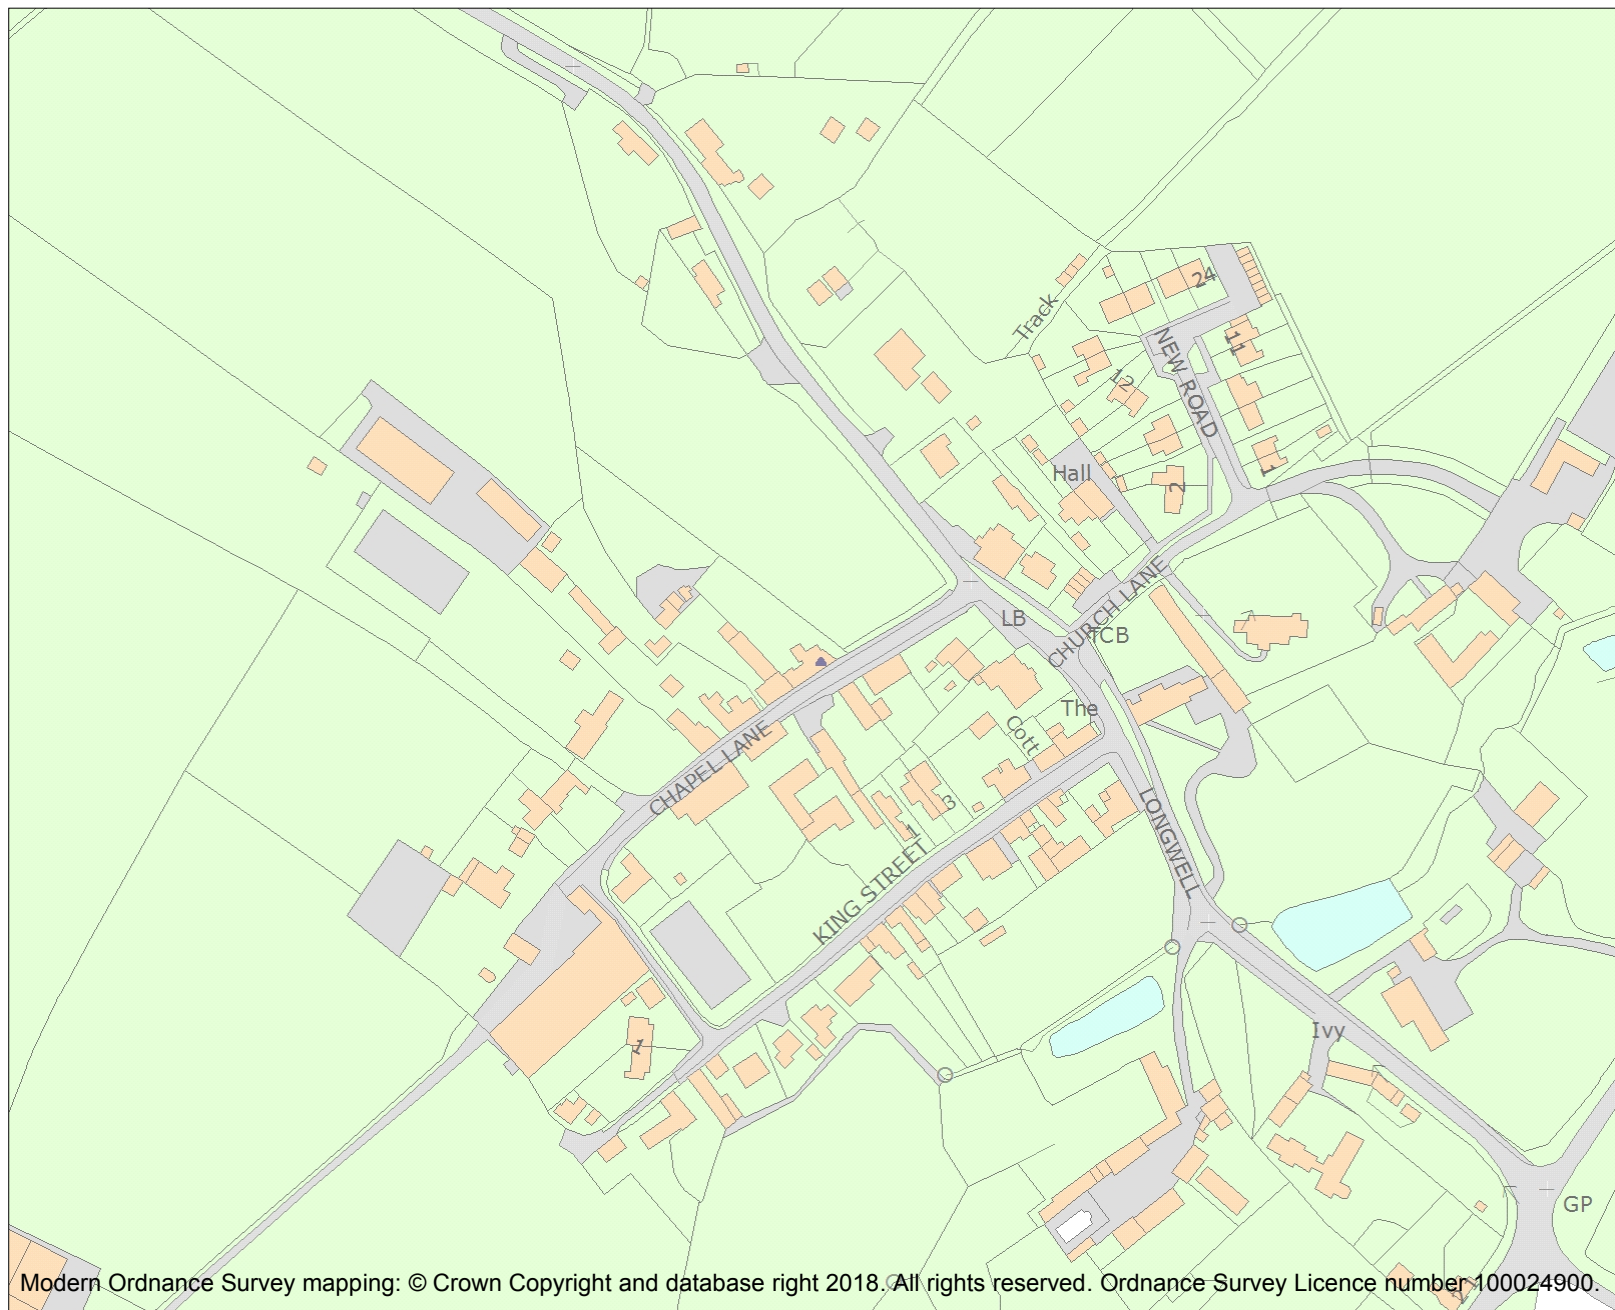 24
Track
11
NEW ROAD
12
Hall
1
2
LB
CHURCH LANE
TCB
The
Cott
CHAPEL LANE
3
1
LONGWELL
KING STREET
Ivy
1
GP
Modern Ordnance Survey mapping: © Crown Copyright and database right 2018. All rights reserved. Ordnance Survey Licence number 100024900.